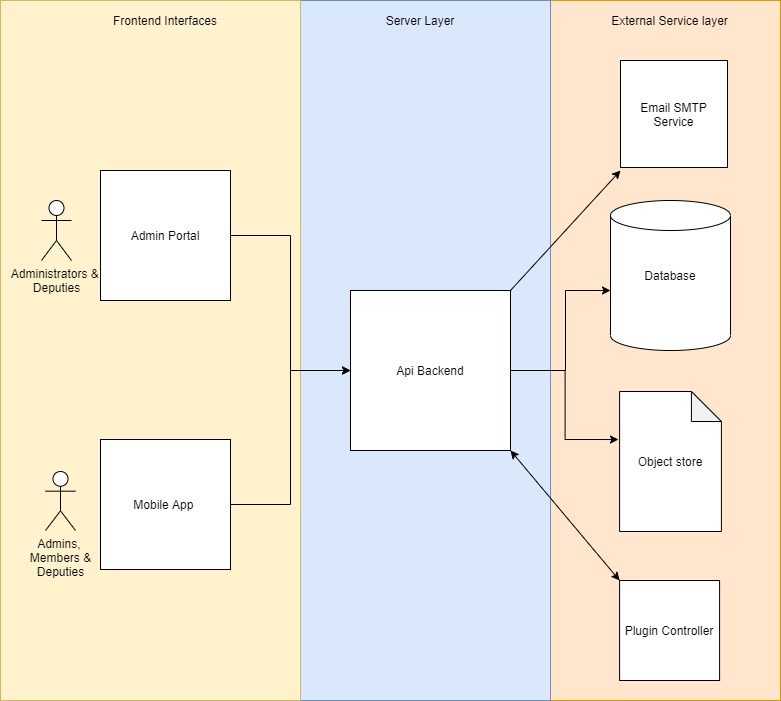 Frontend Interfaces
Server Layer
External Service layer
Email SMTP
Service
Admin Portal
Administrators &
Deputies
Database
Api Backend
Object store
Mobile App
Admins,
Members &
Deputies
Plugin Controller